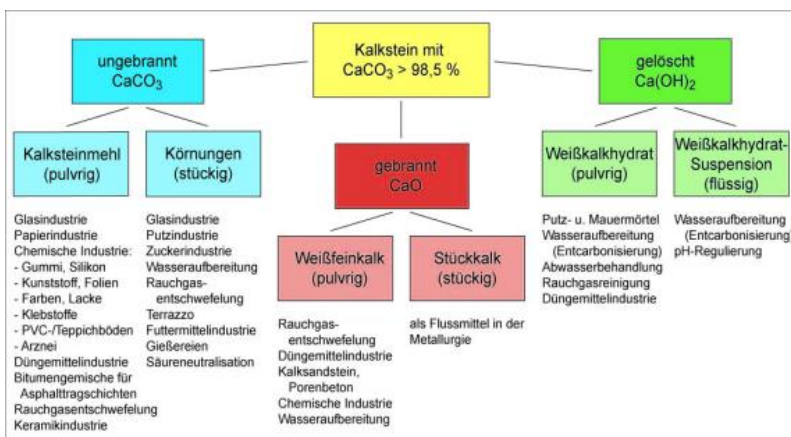 Kalkstein mit
CaCO₃ > 98,5 %
ungebrannt
CaCO₃
gelöscht
Ca(OH)₂
Kalksteinmehl
(pulvrig)
Körnungen
(stückig)
gebrannt
CaO
Weißkalkhydrat
(pulvrig)
Weißkalkhydrat-
Suspension
(flüssig)
Glasindustrie
Papierindustrie
Chemische Industrie:
- Gummi, Silikon
- Kunststoff, Folien
- Farben, Lacke
- Klebstoffe
- PVC-/Teppichböden
- Arznei
Düngemittelindustrie
Bitumengemische für
Asphalttragschichten
Rauchgasentschwefelung
Keramikindustrie
Glasindustrie
Putzindustrie
Zuckerindustrie
Wasseraufbereitung
Rauchgas-
entschwefelung
Terrazzo
Futtermittelindustrie
Gießereien
Säureneutralisation
Weißfeinkalk
(pulvrig)
Stückkalk
(stückig)
Rauchgas-
entschwefelung
Düngemittelindustrie
Kalksandstein,
Porenbeton
Chemische Industrie
Wasseraufbereitung
als Flussmittel in der
Metallurgie
Putz- u. Mauermörtel
Wasseraufbereitung
(Entcarbonisierung)
Abwasserbehandlung
Rauchgasreinigung
Düngemittelindustrie
Wasseraufbereitung
(Entcarbonisierung)
pH-Regulierung